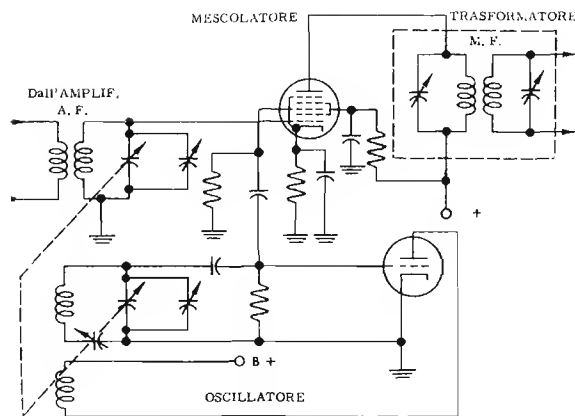 MESCOLATORE
TRASFORMATORE
M. F.
Dall'AMPLIF.
A. F.
+
B +
OSCILLATORE